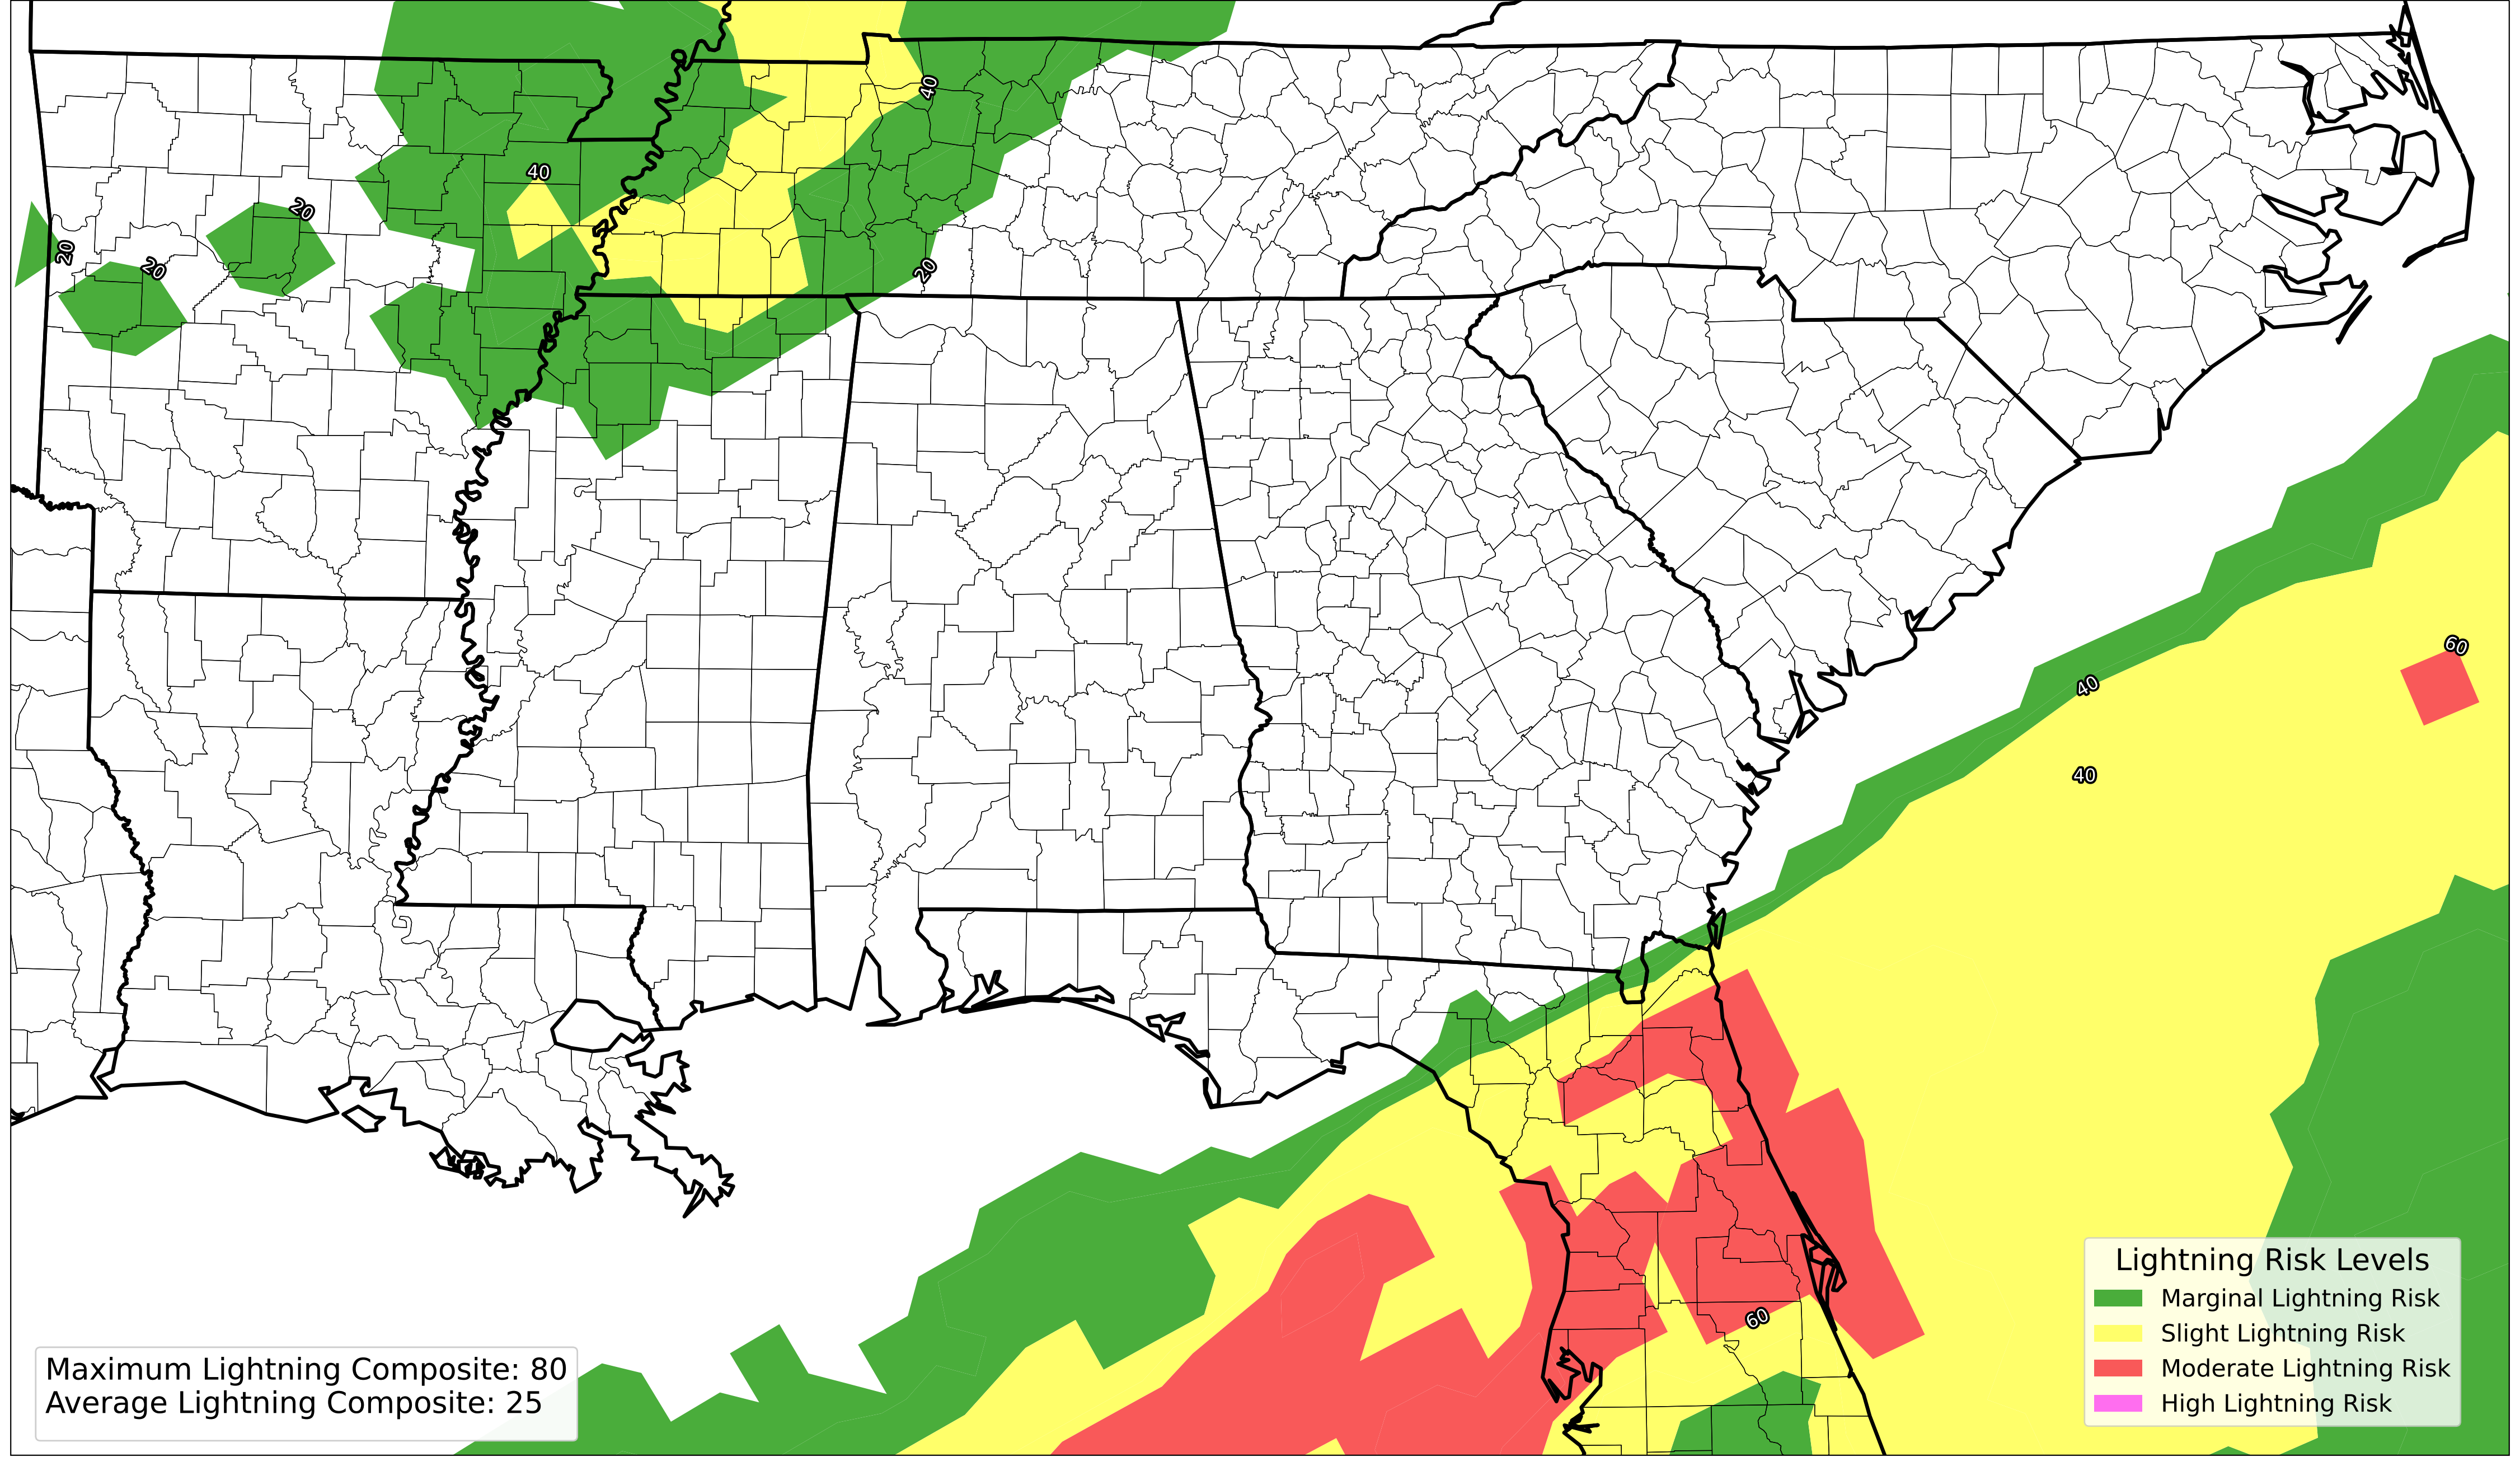 40
40
20
20
20
20
60
40
40
60
Lightning Risk Levels
Marginal Lightning Risk
Slight Lightning Risk
Moderate Lightning Risk
High Lightning Risk
Maximum Lightning Composite: 80
Average Lightning Composite: 25